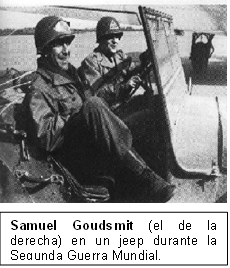 Samuel Goudsmit (el de la
derecha) en un jeep durante la
Segunda Guerra Mundial.